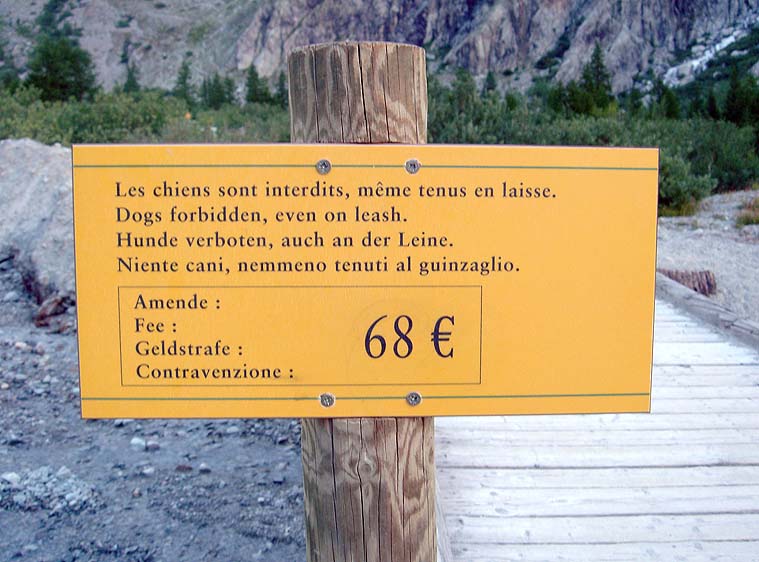 Les chiens sont interdits, même tenus en laisse.
Dogs forbidden, even on leash.
Hunde verboten, auch an der Leine.
Niente cani, nemmeno tenuti al guinzaglio.
Amende :
Fee :
Geldstrafe :
Contravenzione :
68 €